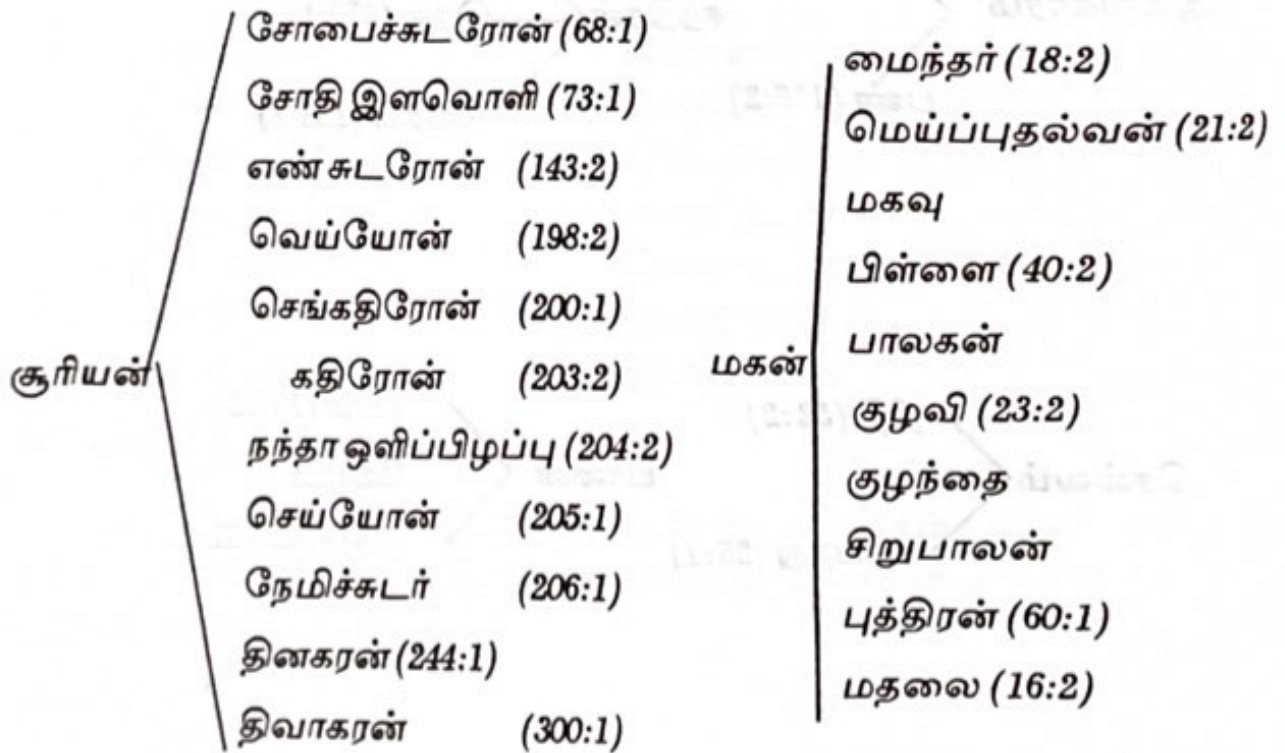 சோபைச்சுடரோன் (68:1)
சோதி இளவொளி (73:1)
எண் சுடரோன் (143:2)
வெய்யோன் (198:2)
செங்கதிரோன் (200:1)
சூரியன் கதிரோன் (203:2)
நந்தா ஒளிப்பிழப்பு (204:2)
செய்யோன் (205:1)
நேமிச்சுடர் (206:1)
தினகரன் (244:1)
திவாகரன் (300:1)
மைந்தர் (18:2)
மெய்ப்புதல்வன் (21:2)
மகவு
பிள்ளை (40:2)
பாலகன்
மகன்
குழவி (23:2)
குழந்தை
சிறுபாலன்
புத்திரன் (60:1)
மதலை (16:2)